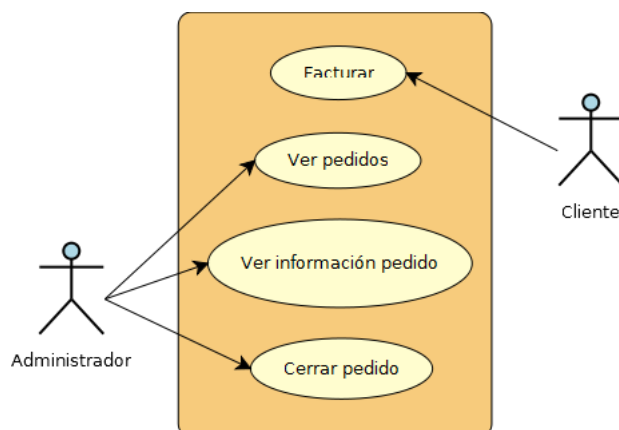 Facturar
Ver pedidos
Cliente
Ver información pedido
Administrador
Cerrar pedido